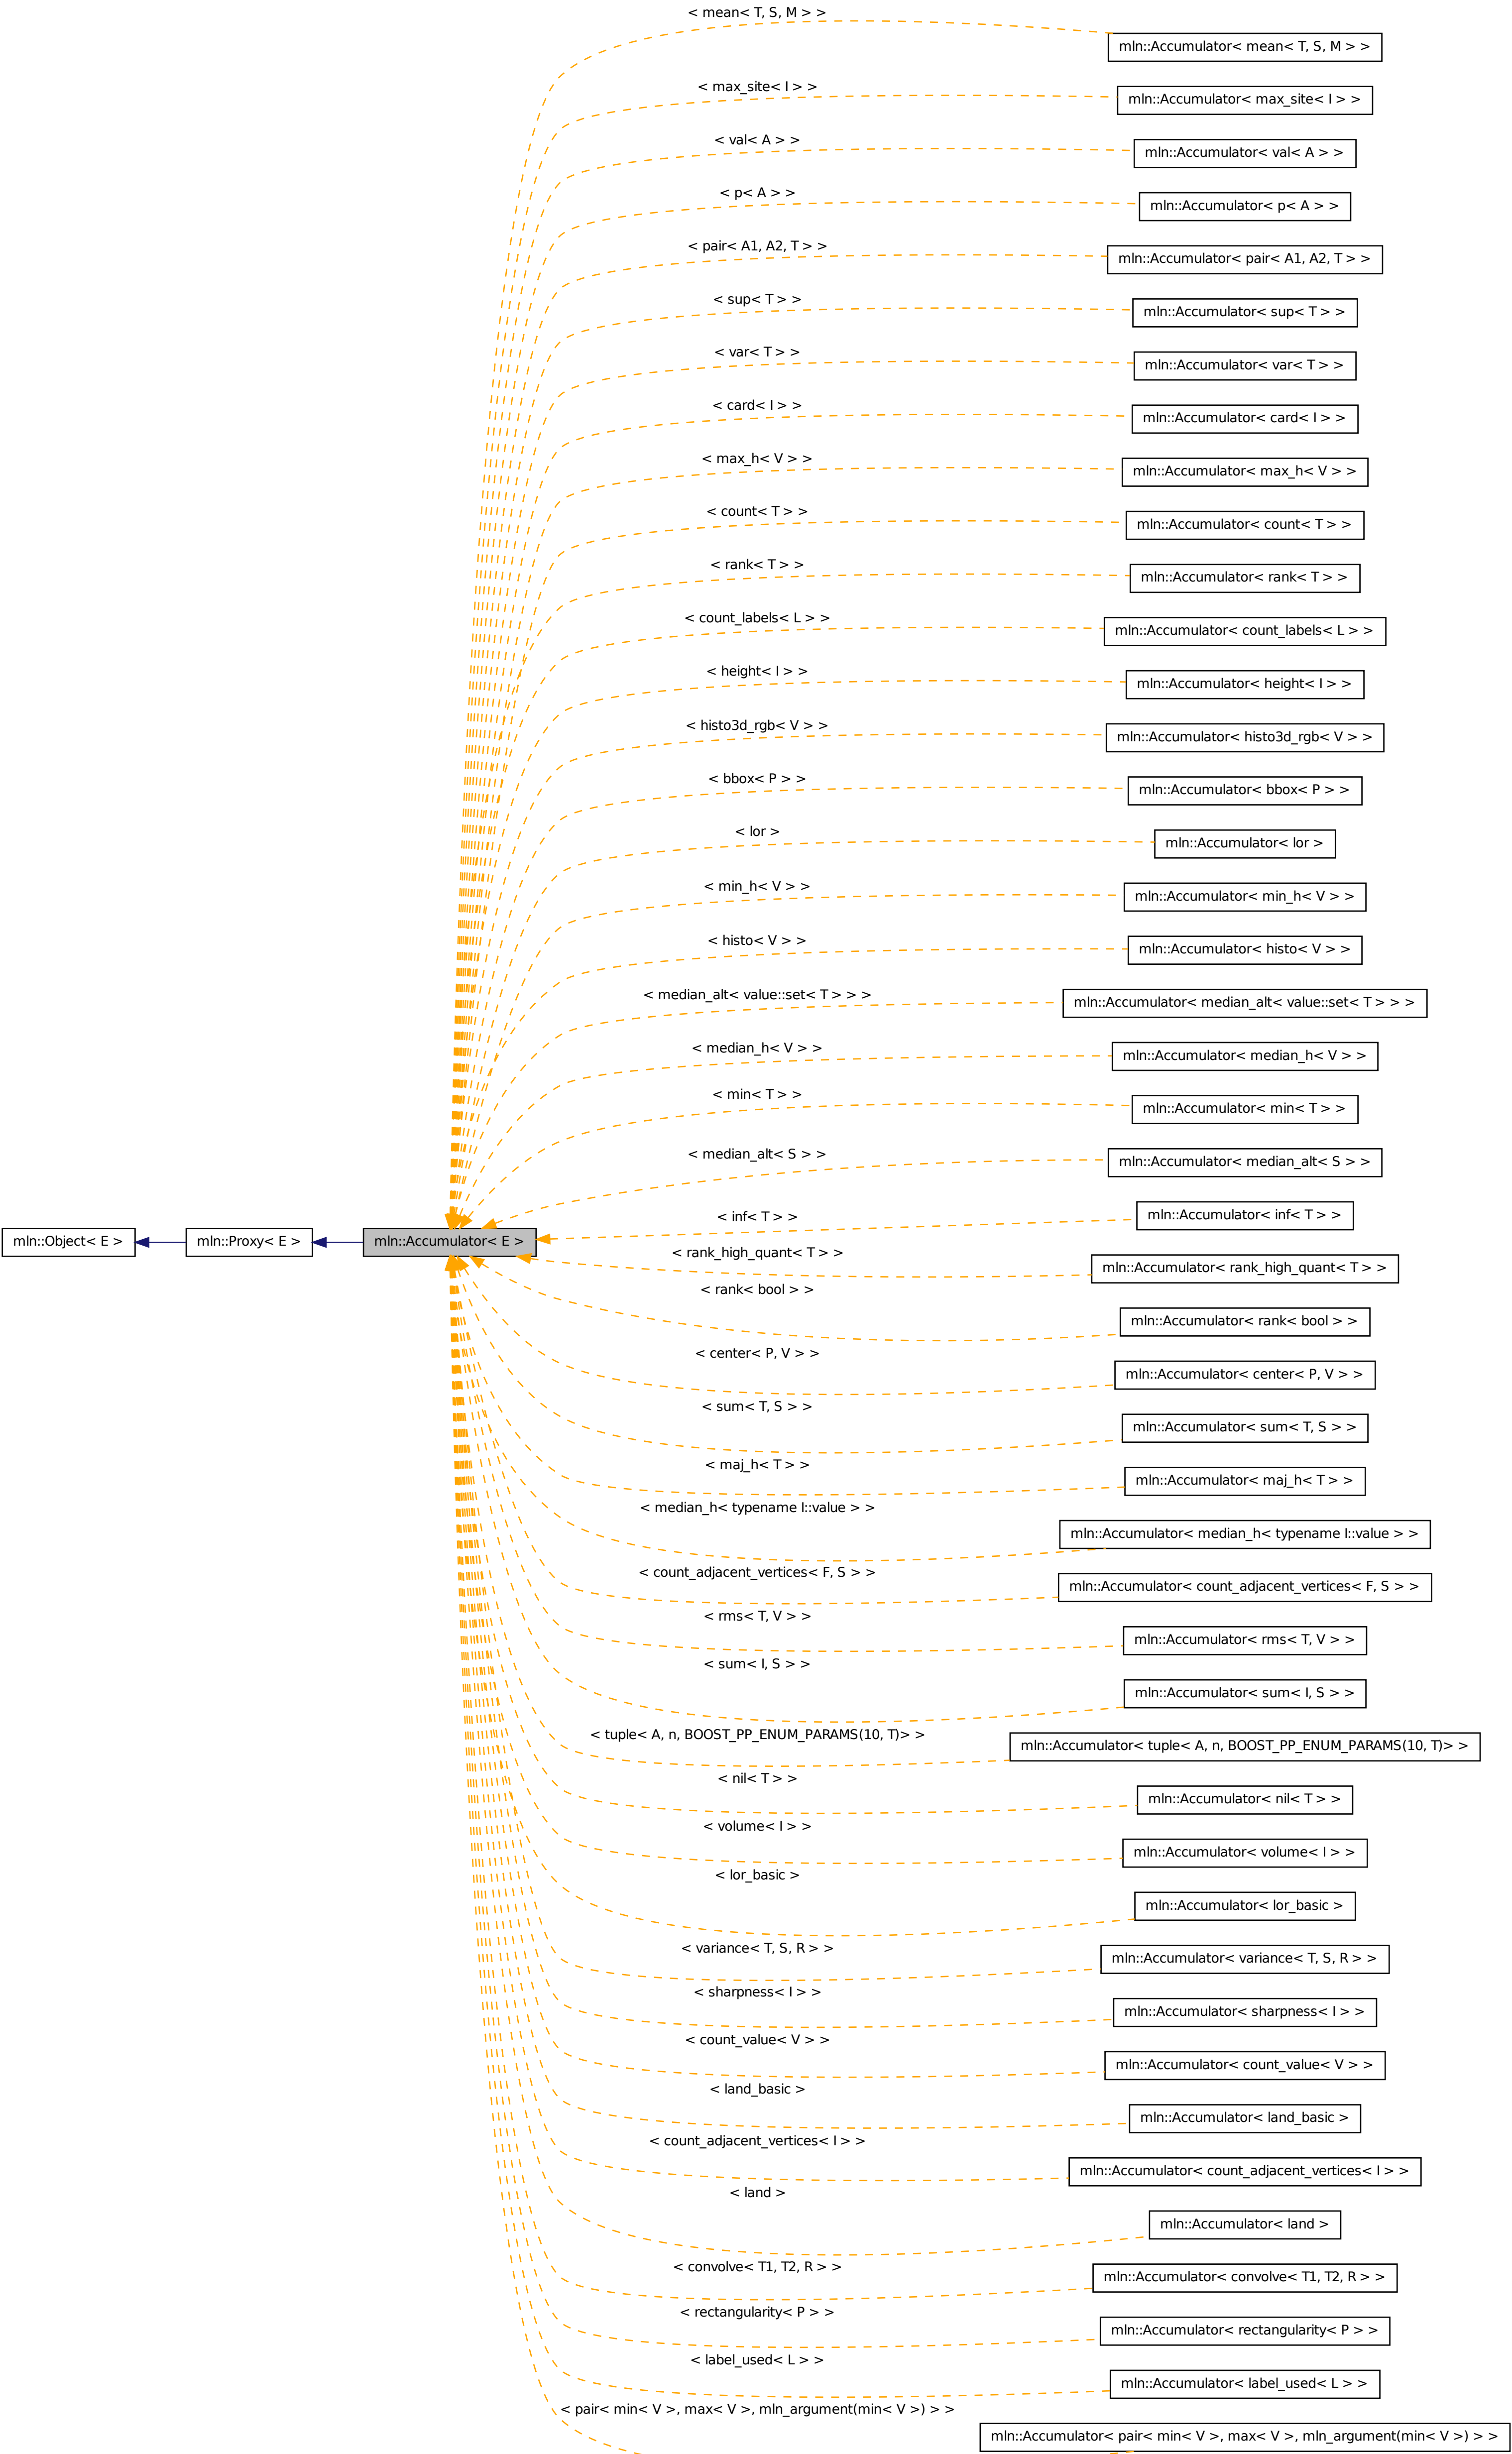 < mean< T, S, M > >
mln::Accumulator< mean< T, S, M > >
< max_site< I > >
mln::Accumulator< max_site< I > >
< val< A > >
mln::Accumulator< val< A > >
< p< A > >
mln::Accumulator< p< A > >
< pair< A1, A2, T > >
mln::Accumulator< pair< A1, A2, T > >
< sup< T > >
mln::Accumulator< sup< T > >
< var< T > >
mln::Accumulator< var< T > >
< card< I > >
mln::Accumulator< card< I > >
< max_h< V > >
mln::Accumulator< max_h< V > >
< count< T > >
mln::Accumulator< count< T > >
< rank< T > >
mln::Accumulator< rank< T > >
< count_labels< L > >
mln::Accumulator< count_labels< L > >
< height< I > >
mln::Accumulator< height< I > >
< histo3d_rgb< V > >
mln::Accumulator< histo3d_rgb< V > >
< bbox< P > >
mln::Accumulator< bbox< P > >
< lor >
mln::Accumulator< lor >
< min_h< V > >
mln::Accumulator< min_h< V > >
< histo< V > >
mln::Accumulator< histo< V > >
< median_alt< value::set< T > > >
mln::Accumulator< median_alt< value::set< T > > >
< median_h< V > >
mln::Accumulator< median_h< V > >
< min< T > >
mln::Accumulator< min< T > >
< median_alt< S > >
mln::Accumulator< median_alt< S > >
< inf< T > >
mln::Accumulator< inf< T > >
mln::Object< E >
mln::Proxy< E >
mln::Accumulator< E >
< rank_high_quant< T > >
mln::Accumulator< rank_high_quant< T > >
< rank< bool > >
mln::Accumulator< rank< bool > >
< center< P, V > >
mln::Accumulator< center< P, V > >
< sum< T, S > >
mln::Accumulator< sum< T, S > >
< maj_h< T > >
mln::Accumulator< maj_h< T > >
< median_h< typename I::value > >
mln::Accumulator< median_h< typename I::value > >
< count_adjacent_vertices< F, S > >
mln::Accumulator< count_adjacent_vertices< F, S > >
< rms< T, V > >
mln::Accumulator< rms< T, V > >
< sum< I, S > >
mln::Accumulator< sum< I, S > >
< tuple< A, n, BOOST_PP_ENUM_PARAMS(10, T)> >
mln::Accumulator< tuple< A, n, BOOST_PP_ENUM_PARAMS(10, T)> >
< nil< T > >
mln::Accumulator< nil< T > >
< volume< I > >
mln::Accumulator< volume< I > >
< lor_basic >
mln::Accumulator< lor_basic >
< variance< T, S, R > >
mln::Accumulator< variance< T, S, R > >
< sharpness< I > >
mln::Accumulator< sharpness< I > >
< count_value< V > >
mln::Accumulator< count_value< V > >
< land_basic >
mln::Accumulator< land_basic >
< count_adjacent_vertices< I > >
mln::Accumulator< count_adjacent_vertices< I > >
< land >
mln::Accumulator< land >
< convolve< T1, T2, R > >
mln::Accumulator< convolve< T1, T2, R > >
< rectangularity< P > >
mln::Accumulator< rectangularity< P > >
< label_used< L > >
mln::Accumulator< label_used< L > >
< pair< min< V >, max< V >, mln_argument(min< V >) > >
mln::Accumulator< pair< min< V >, max< V >, mln_argument(min< V >) > >